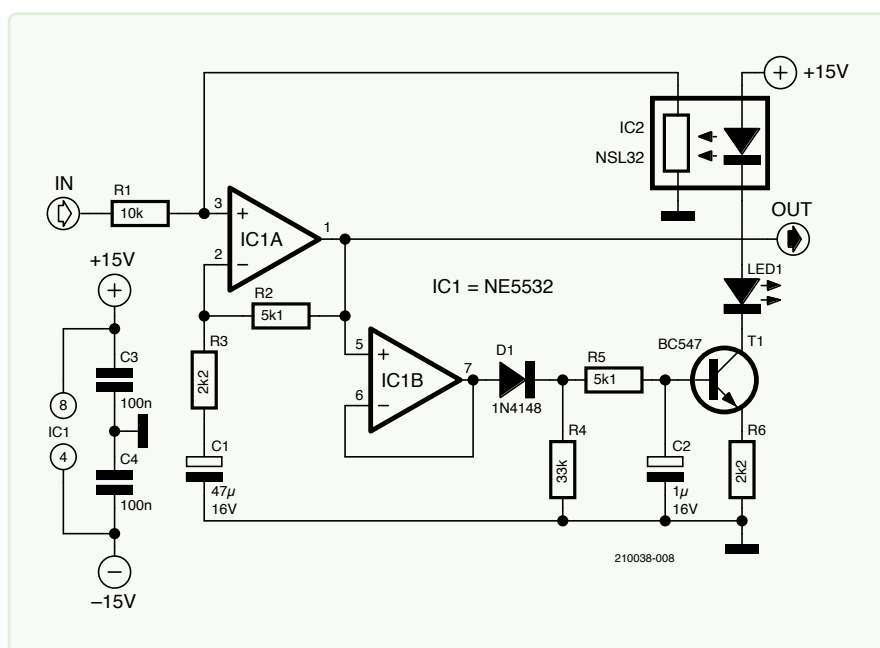 +15V
IC2
NSL32
IN
R1
10k
3
+
IC1A
1
2
−
OUT
+15V
+
LED1
R2
5k1
IC1 = NE5532
R3
2k2
BC547
T1
C3
100n
5
+
IC1B
7
6
−
D1
1N4148
R5
5k1
8
IC1
4
C4
100n
C1
47µ
16V
R4
33k
C2
1µ
16V
R6
2k2
210038-008
−
−15V